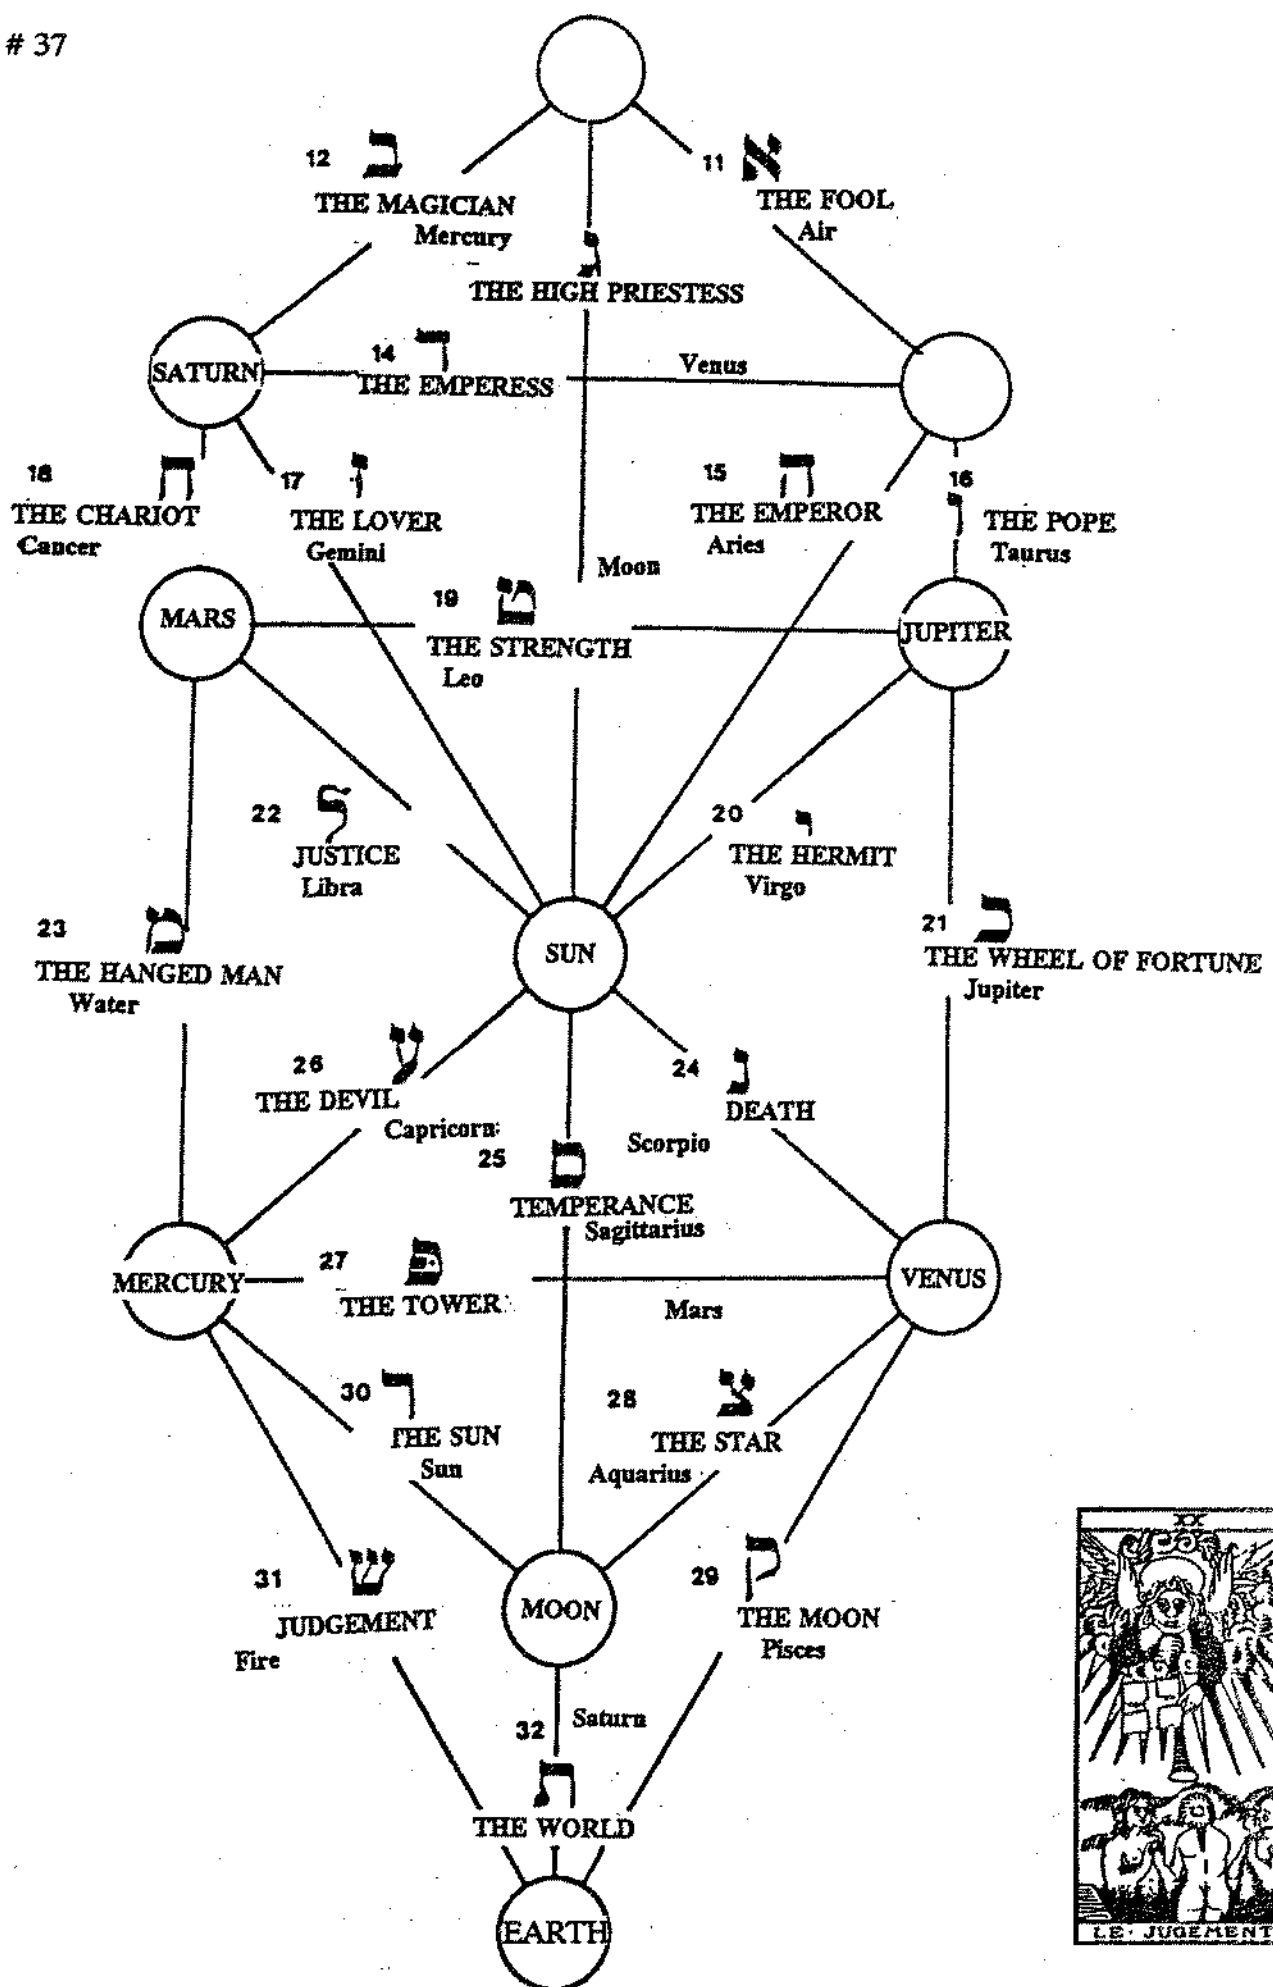 # 37
12 ב
THE MAGICIAN
Mercury
11 א
THE FOOL
Air
ג
THE HIGH PRIESTESS
SATURN
14 ד
THE EMPERESS
Venus
18 ח
THE CHARIOT
Cancer
17 ז
THE LOVER
Gemini
15 ה
THE EMPEROR
Aries
16
ו THE POPE
Taurus
Moon
MARS
19 ט
THE STRENGTH
Leo
JUPITER
22 ל
JUSTICE
Libra
20 י
THE HERMIT
Virgo
23 מ
THE HANGED MAN
Water
SUN
21 כ
THE WHEEL OF FORTUNE
Jupiter
26 ע
THE DEVIL
Capricorn
24 נ
DEATH
Scorpio
25 ס
TEMPERANCE
Sagittarius
MERCURY
27 פ
THE TOWER
Mars
VENUS
30 ר
THE SUN
Sun
28 צ
THE STAR
Aquarius
31 ש
JUDGEMENT
Fire
MOON
29 ק
THE MOON
Pisces
32 Saturn
ת
THE WORLD
EARTH
XX
LE · JUGEMENT